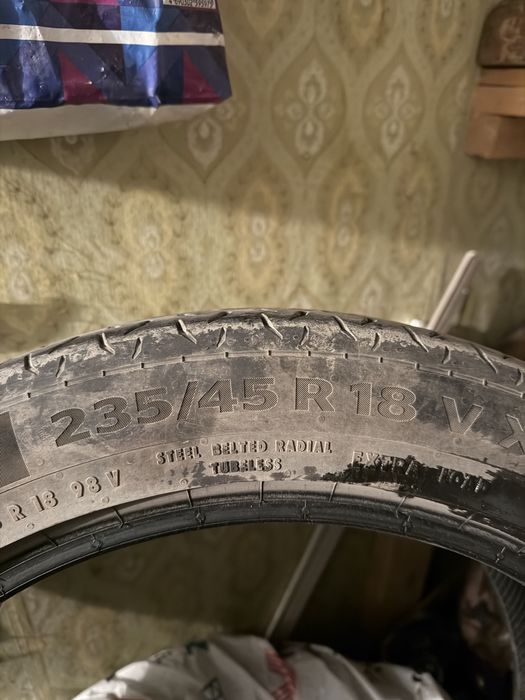 235/45 R 18 V X
STEEL BELTED RADIAL
TUBELESS
EXTRA LOAD
R 18 98 V